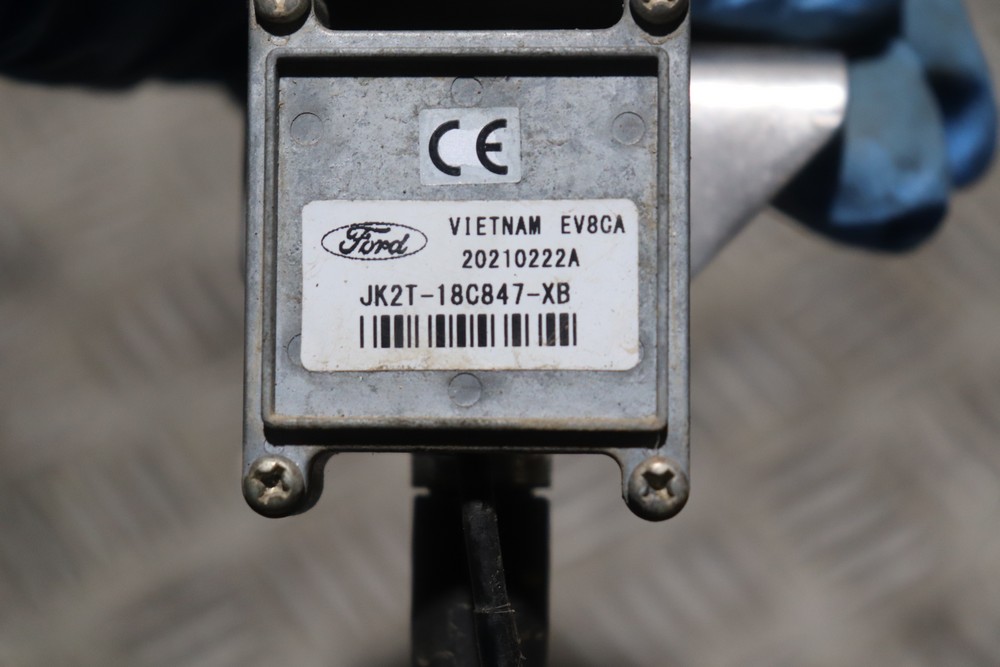 CE
Ford
VIETNAM EV8CA
20210222A
JK2T-18C847-XB